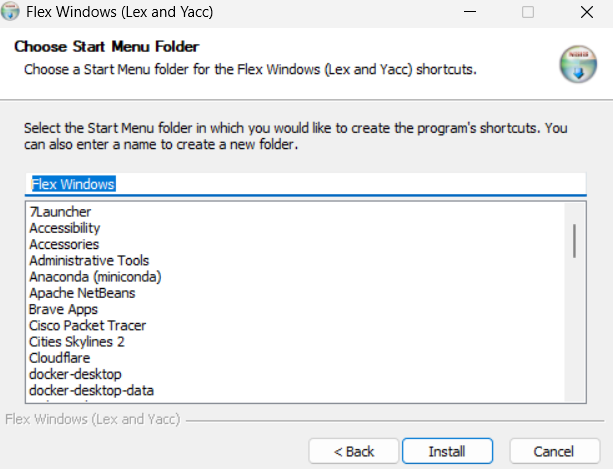 Flex Windows (Lex and Yacc)
Choose Start Menu Folder
Choose a Start Menu folder for the Flex Windows (Lex and Yacc) shortcuts.
Select the Start Menu folder in which you would like to create the program's shortcuts. You
can also enter a name to create a new folder.
Flex Windows
7Launcher
Accessibility
Accessories
Administrative Tools
Anaconda (miniconda)
Apache NetBeans
Brave Apps
Cisco Packet Tracer
Cities Skylines 2
Cloudflare
docker-desktop
docker-desktop-data
Flex Windows (Lex and Yacc)
< Back Install Cancel